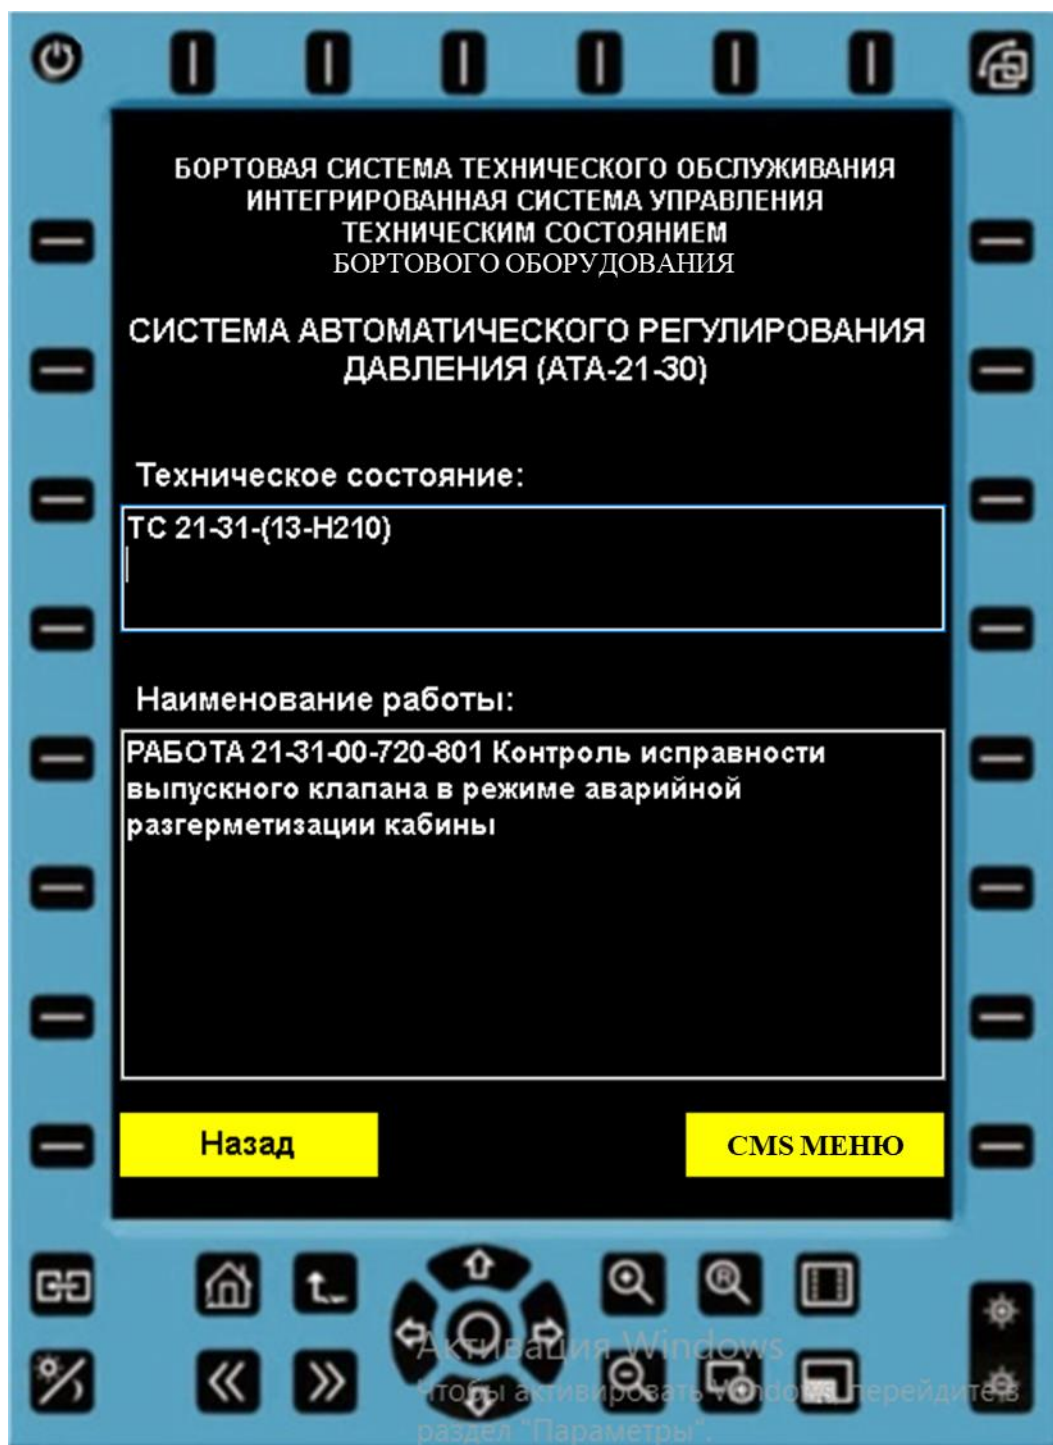 БОРТОВАЯ СИСТЕМА ТЕХНИЧЕСКОГО ОБСЛУЖИВАНИЯ
ИНТЕГРИРОВАННАЯ СИСТЕМА УПРАВЛЕНИЯ
ТЕХНИЧЕСКИМ СОСТОЯНИЕМ
БОРТОВОГО ОБОРУДОВАНИЯ
СИСТЕМА АВТОМАТИЧЕСКОГО РЕГУЛИРОВАНИЯ
ДАВЛЕНИЯ (АТА-21-30)
Техническое состояние:
ТС 21-31-(13-Н210)
Наименование работы:
РАБОТА 21-31-00-720-801 Контроль исправности
выпускного клапана в режиме аварийной
разгерметизации кабины
Назад
CMS МЕНЮ
R
Активация Windows
Чтобы активировать Windows, перейдите в
раздел "Параметры".